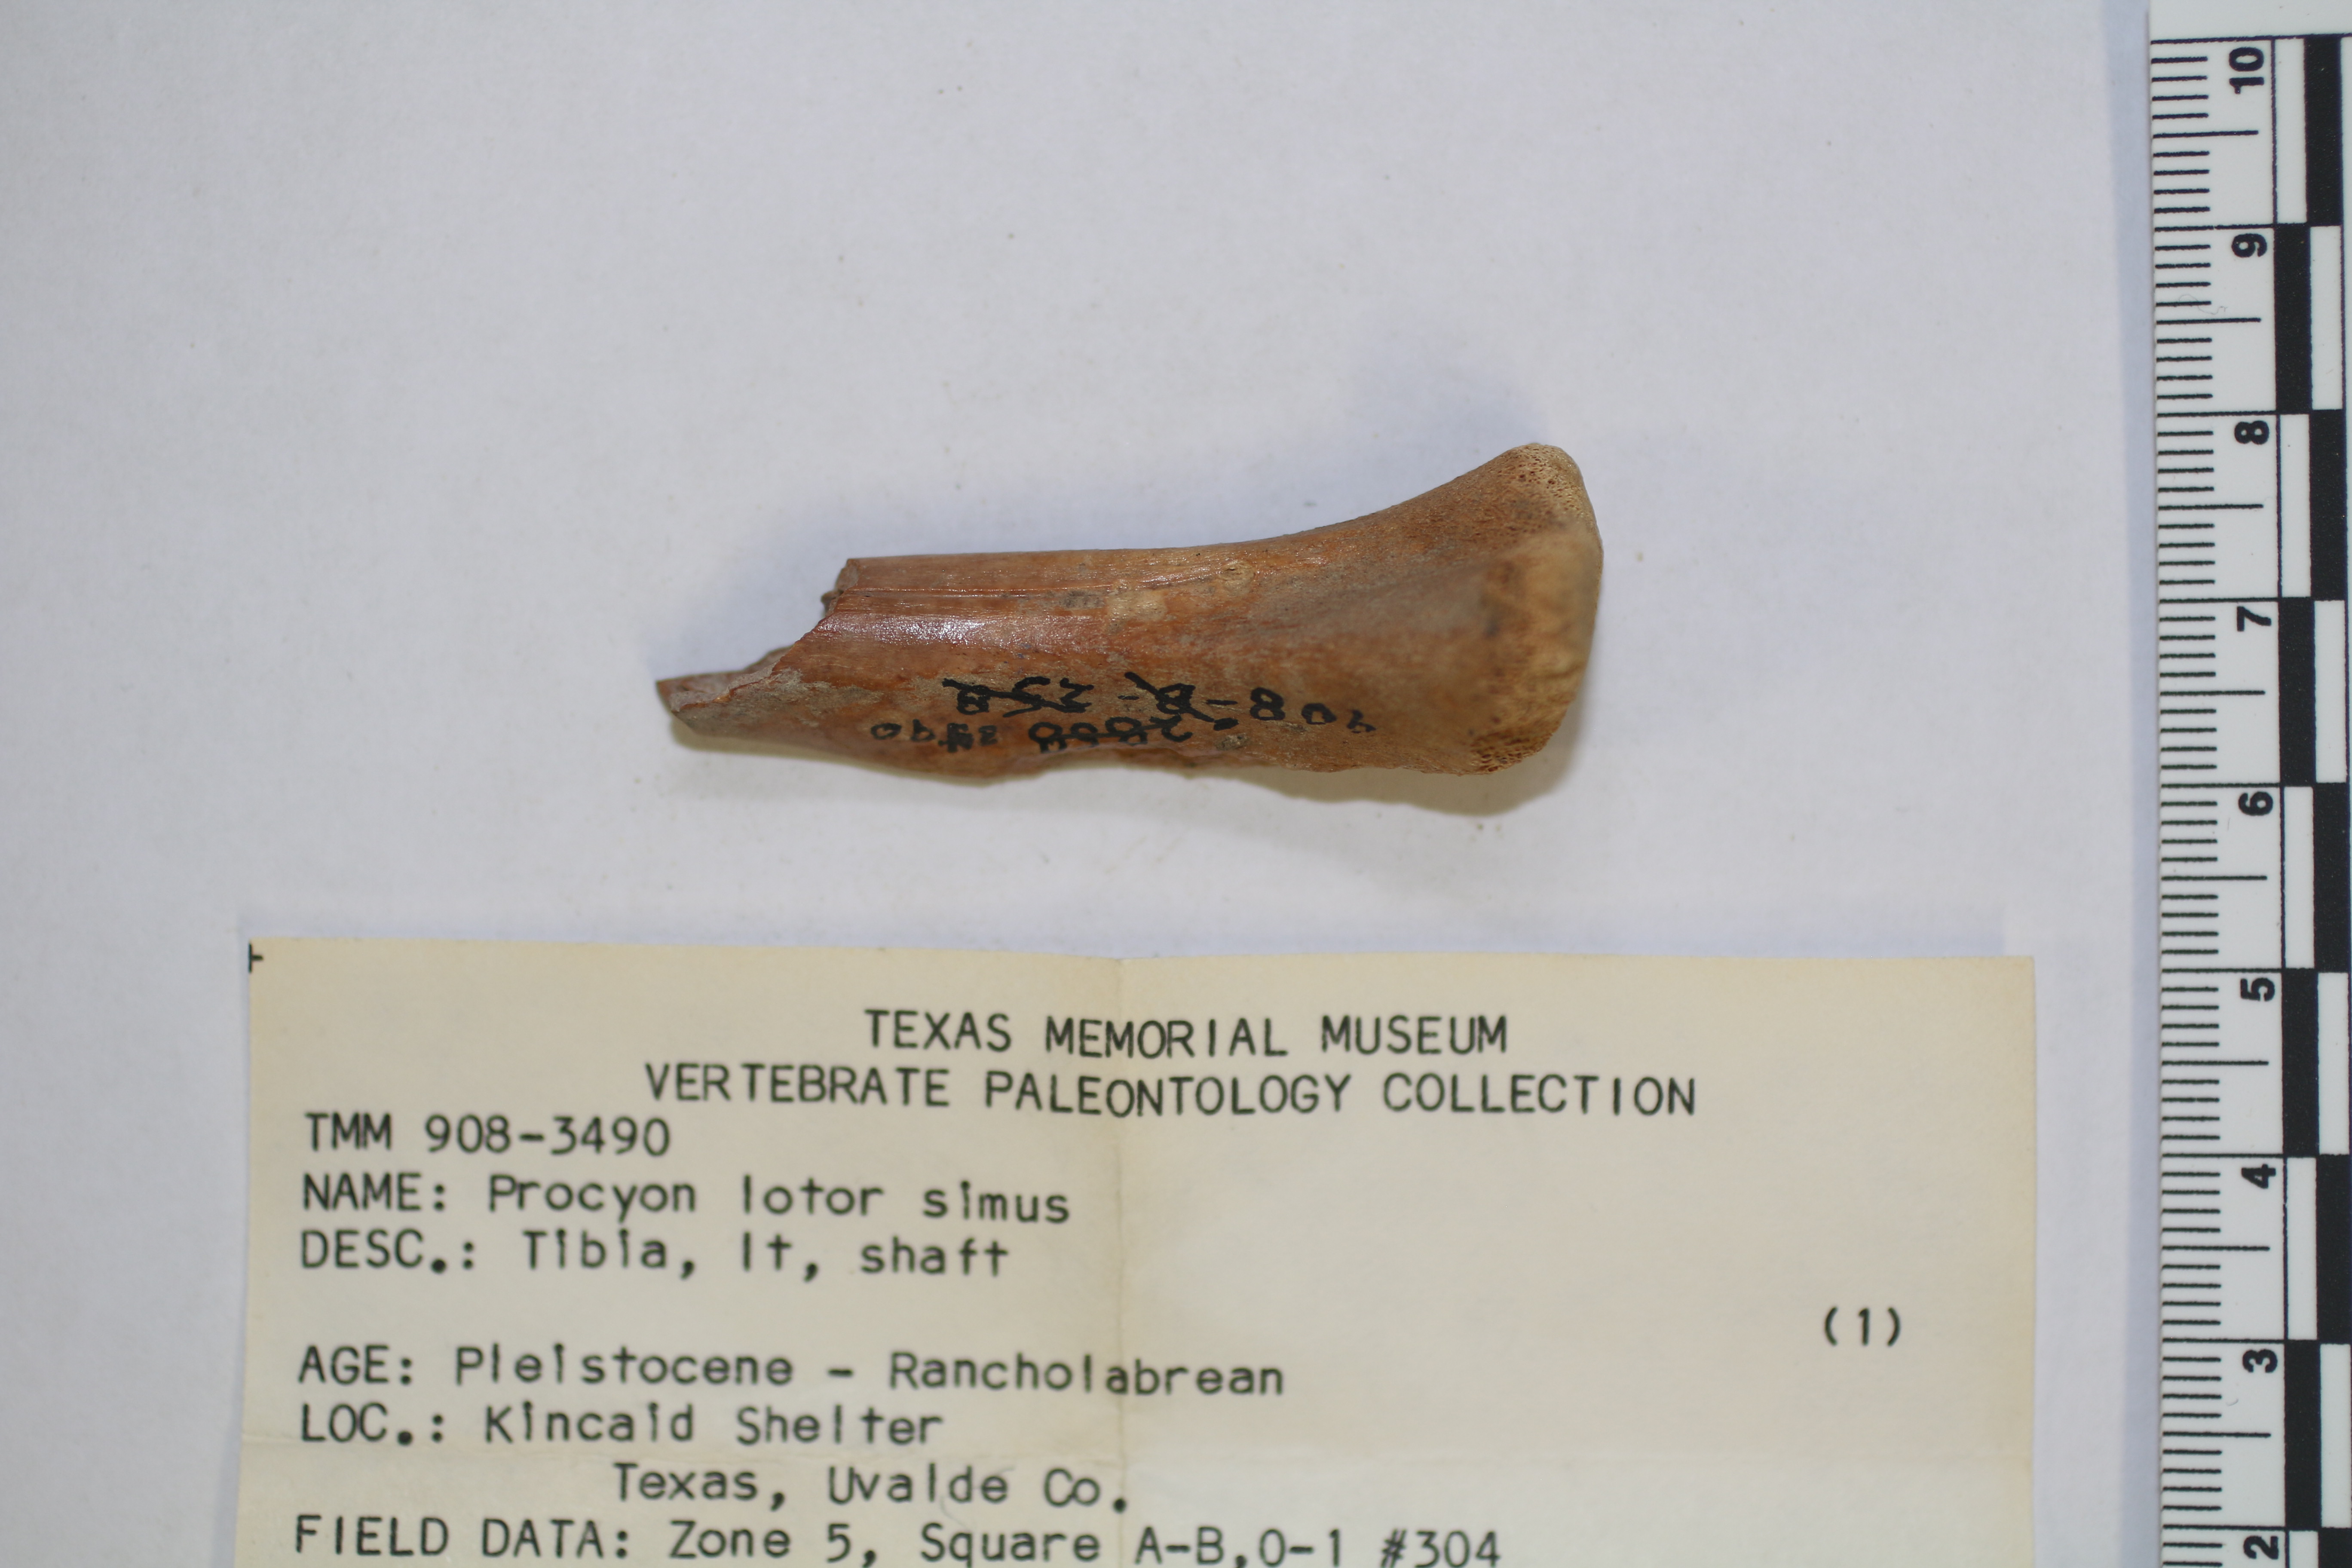 TEXAS MEMORIAL MUSEUM
VERTEBRATE PALEONTOLOGY COLLECTION
TMM 908-3490
NAME: Procyon lotor simus
DESC.: Tibia, lt, shaft
(1)
AGE: Pleistocene - Rancholabrean
LOC.: Kincaid Shelter
Texas, Uvalde Co.
FIELD DATA: Zone 5, Square A-B,0-1 #304
10
9
8
7
6
5
4
3
2